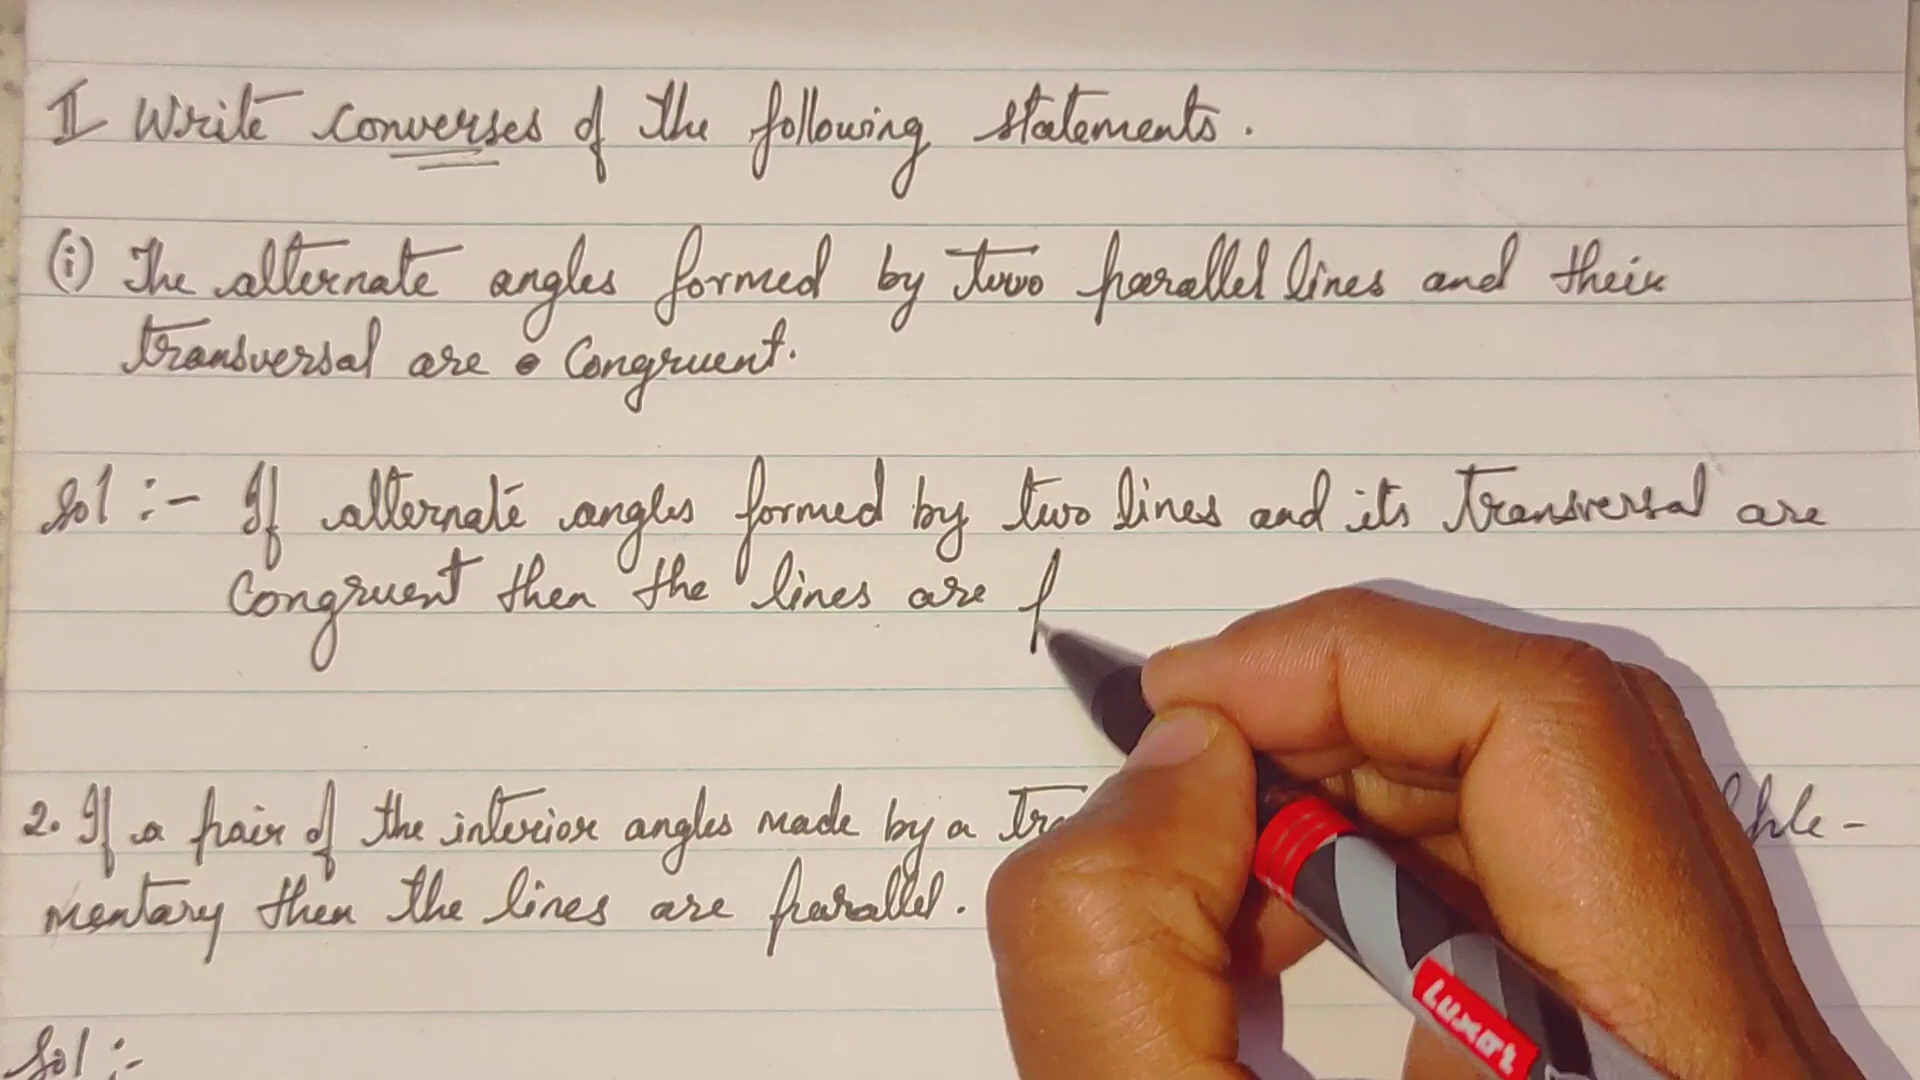 II Write converses of the following statements.
(i) The alternate angles formed by two parallel lines and their
transversal are congruent.
Sol :- If alternate angles formed by two lines and its transversal are
Congruent then the lines are p
2. If a pair of the interior angles made by a tra pple-
mentary then the lines are parallel.
Sol :-
LUXOR